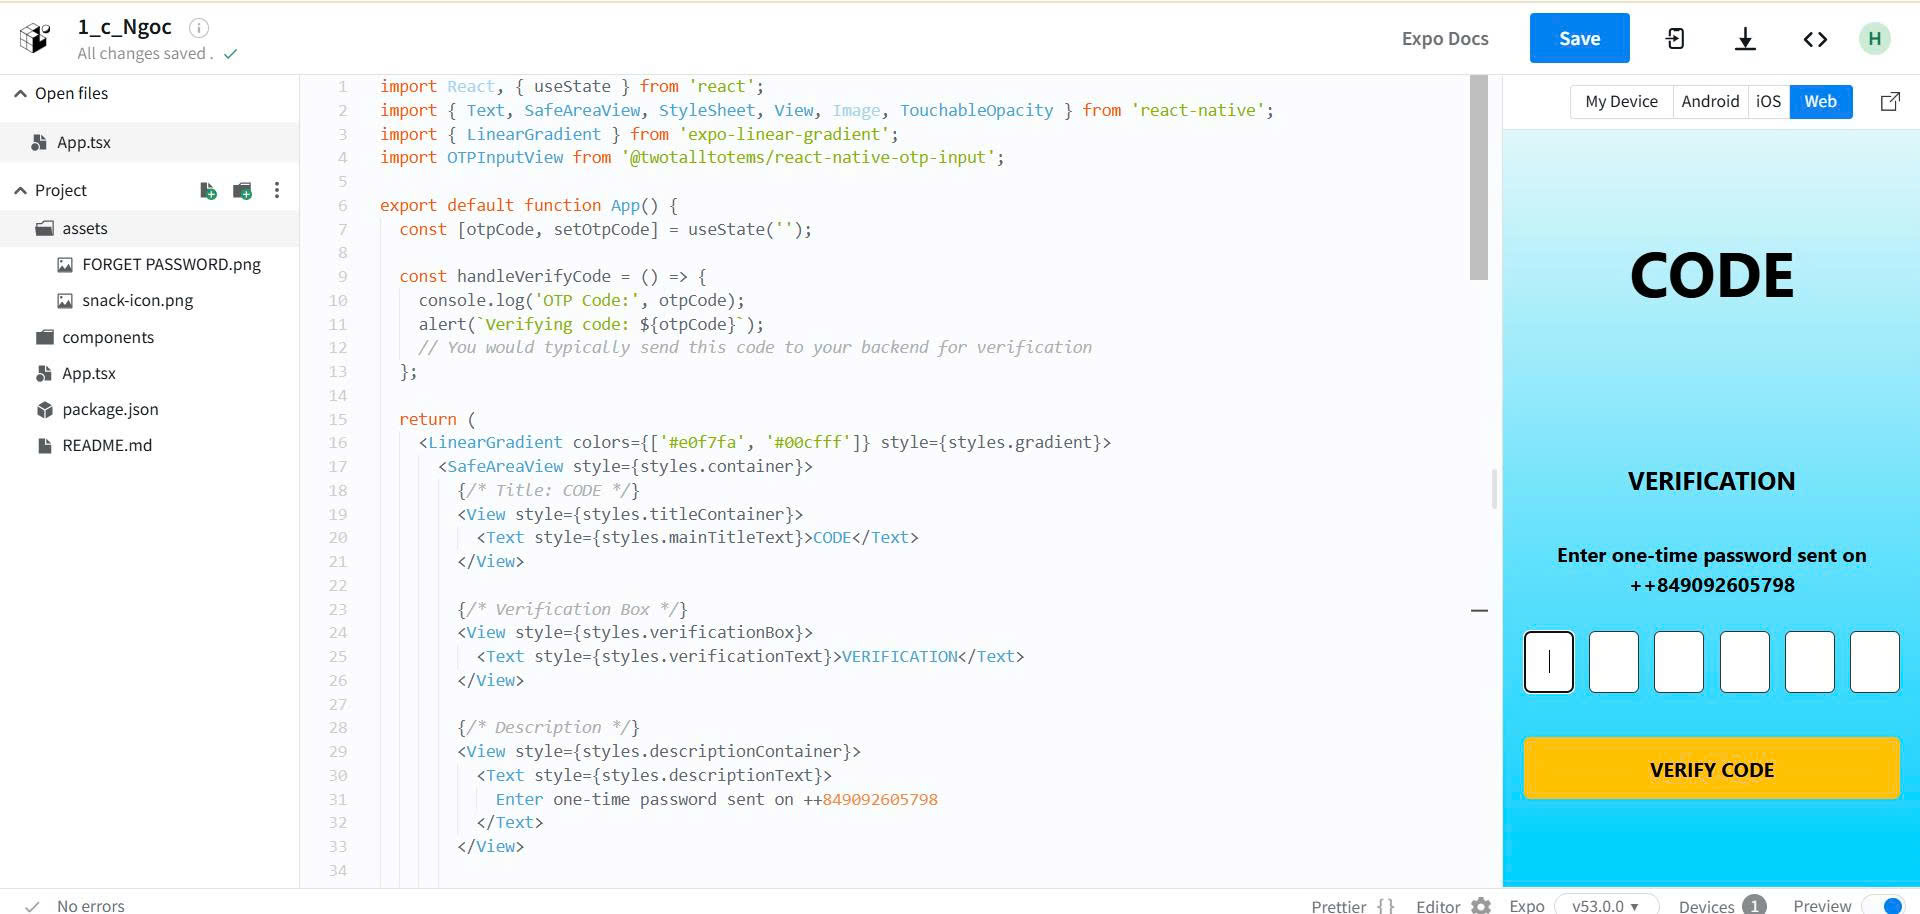 1_c_Ngoc
All changes saved .
Expo Docs
Save
H
Open files
App.tsx
Project
assets
FORGET PASSWORD.png
snack-icon.png
components
App.tsx
package.json
README.md
1 import React, { useState } from 'react';
2 import { Text, SafeAreaView, StyleSheet, View, Image, TouchableOpacity } from 'react-native';
3 import { LinearGradient } from 'expo-linear-gradient';
4 import OTPInputView from '@twotalltotems/react-native-otp-input';
5
6 export default function App() {
7 const [otpCode, setOtpCode] = useState('');
8
9 const handleVerifyCode = () => {
10 console.log('OTP Code:', otpCode);
11 alert(`Verifying code: ${otpCode}`);
12 // You would typically send this code to your backend for verification
13 };
14
15 return (
16 <LinearGradient colors={['#e0f7fa', '#00cfff']} style={styles.gradient}>
17 <SafeAreaView style={styles.container}>
18 {/* Title: CODE */}
19 <View style={styles.titleContainer}>
20 <Text style={styles.mainTitleText}>CODE</Text>
21 </View>
22
23 {/* Verification Box */}
24 <View style={styles.verificationBox}>
25 <Text style={styles.verificationText}>VERIFICATION</Text>
26 </View>
27
28 {/* Description */}
29 <View style={styles.descriptionContainer}>
30 <Text style={styles.descriptionText}>
31 Enter one-time password sent on ++849092605798
32 </Text>
33 </View>
34
My Device
Android
iOS
Web
CODE
VERIFICATION
Enter one-time password sent on
++849092605798
VERIFY CODE
No errors
Prettier { }
Editor
Expo
v53.0.0
Devices 1
Preview